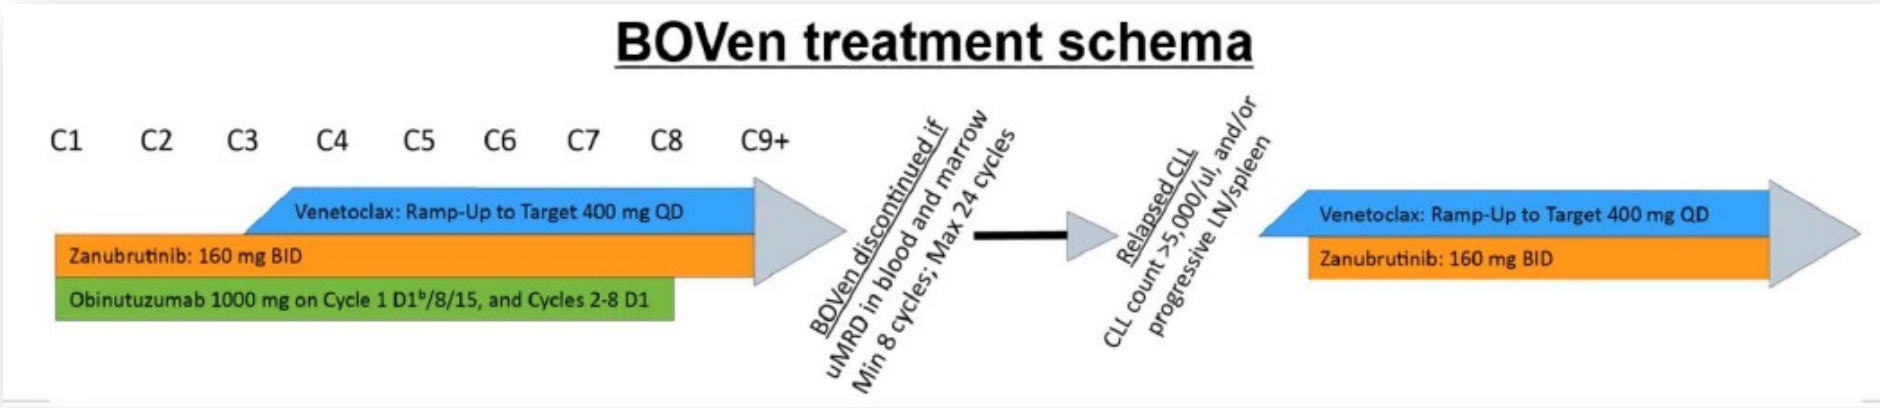 BOVen treatment schema
C1 C2 C3 C4 C5 C6 C7 C8 C9+
Venetoclax: Ramp-Up to Target 400 mg QD
Zanubrutinib: 160 mg BID
Obinutuzumab 1000 mg on Cycle 1 D1ᵇ/8/15, and Cycles 2-8 D1
BOVen discontinued if
uMRD in blood and marrow
Min 8 cycles; Max 24 cycles
Relapsed CLL
CLL count >5,000/ul, and/or
progressive LN/spleen
Venetoclax: Ramp-Up to Target 400 mg QD
Zanubrutinib: 160 mg BID